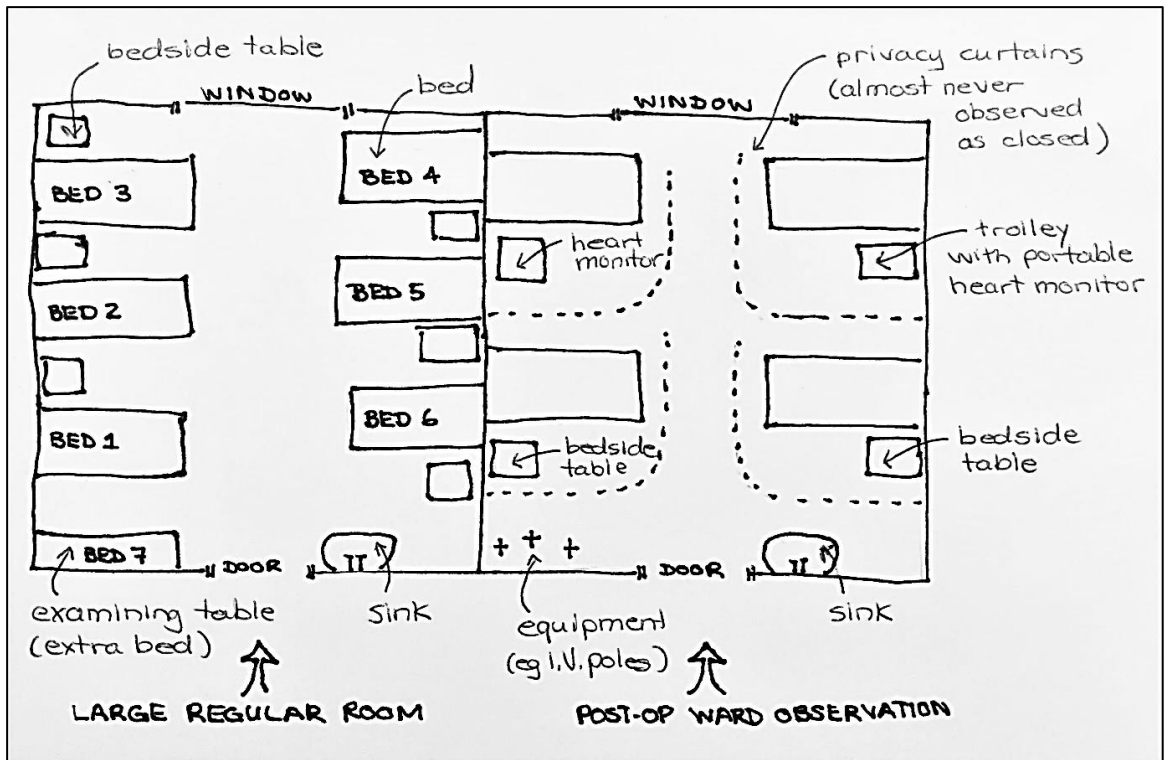 bedside table
WINDOW
bed
WINDOW
privacy curtains
(almost never
observed
as closed)
BED 3
BED 4
heart
monitor
trolley
with portable
heart monitor
BED 2
BED 5
BED 1
BED 6
bedside
table
bedside
table
BED 7
DOOR
DOOR
examining table
(extra bed)
sink
equipment
(eg I.V. poles)
sink
LARGE REGULAR ROOM
POST-OP WARD OBSERVATION